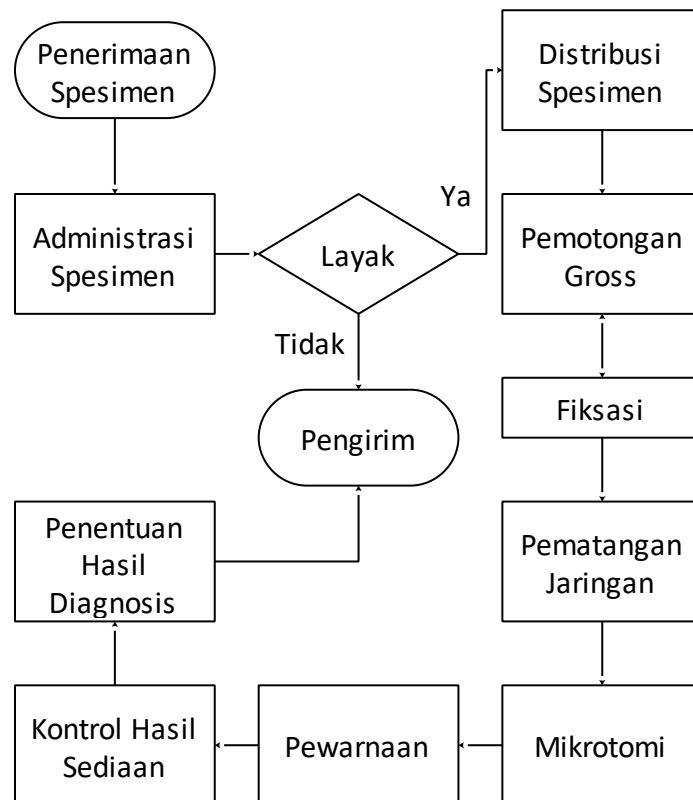 Penerimaan
Spesimen
Administrasi
Spesimen
Layak
Ya
Tidak
Distribusi
Spesimen
Pemotongan
Gross
Fiksasi
Pematangan
Jaringan
Mikrotomi
Pewarnaan
Kontrol Hasil
Sediaan
Penentuan
Hasil
Diagnosis
Pengirim